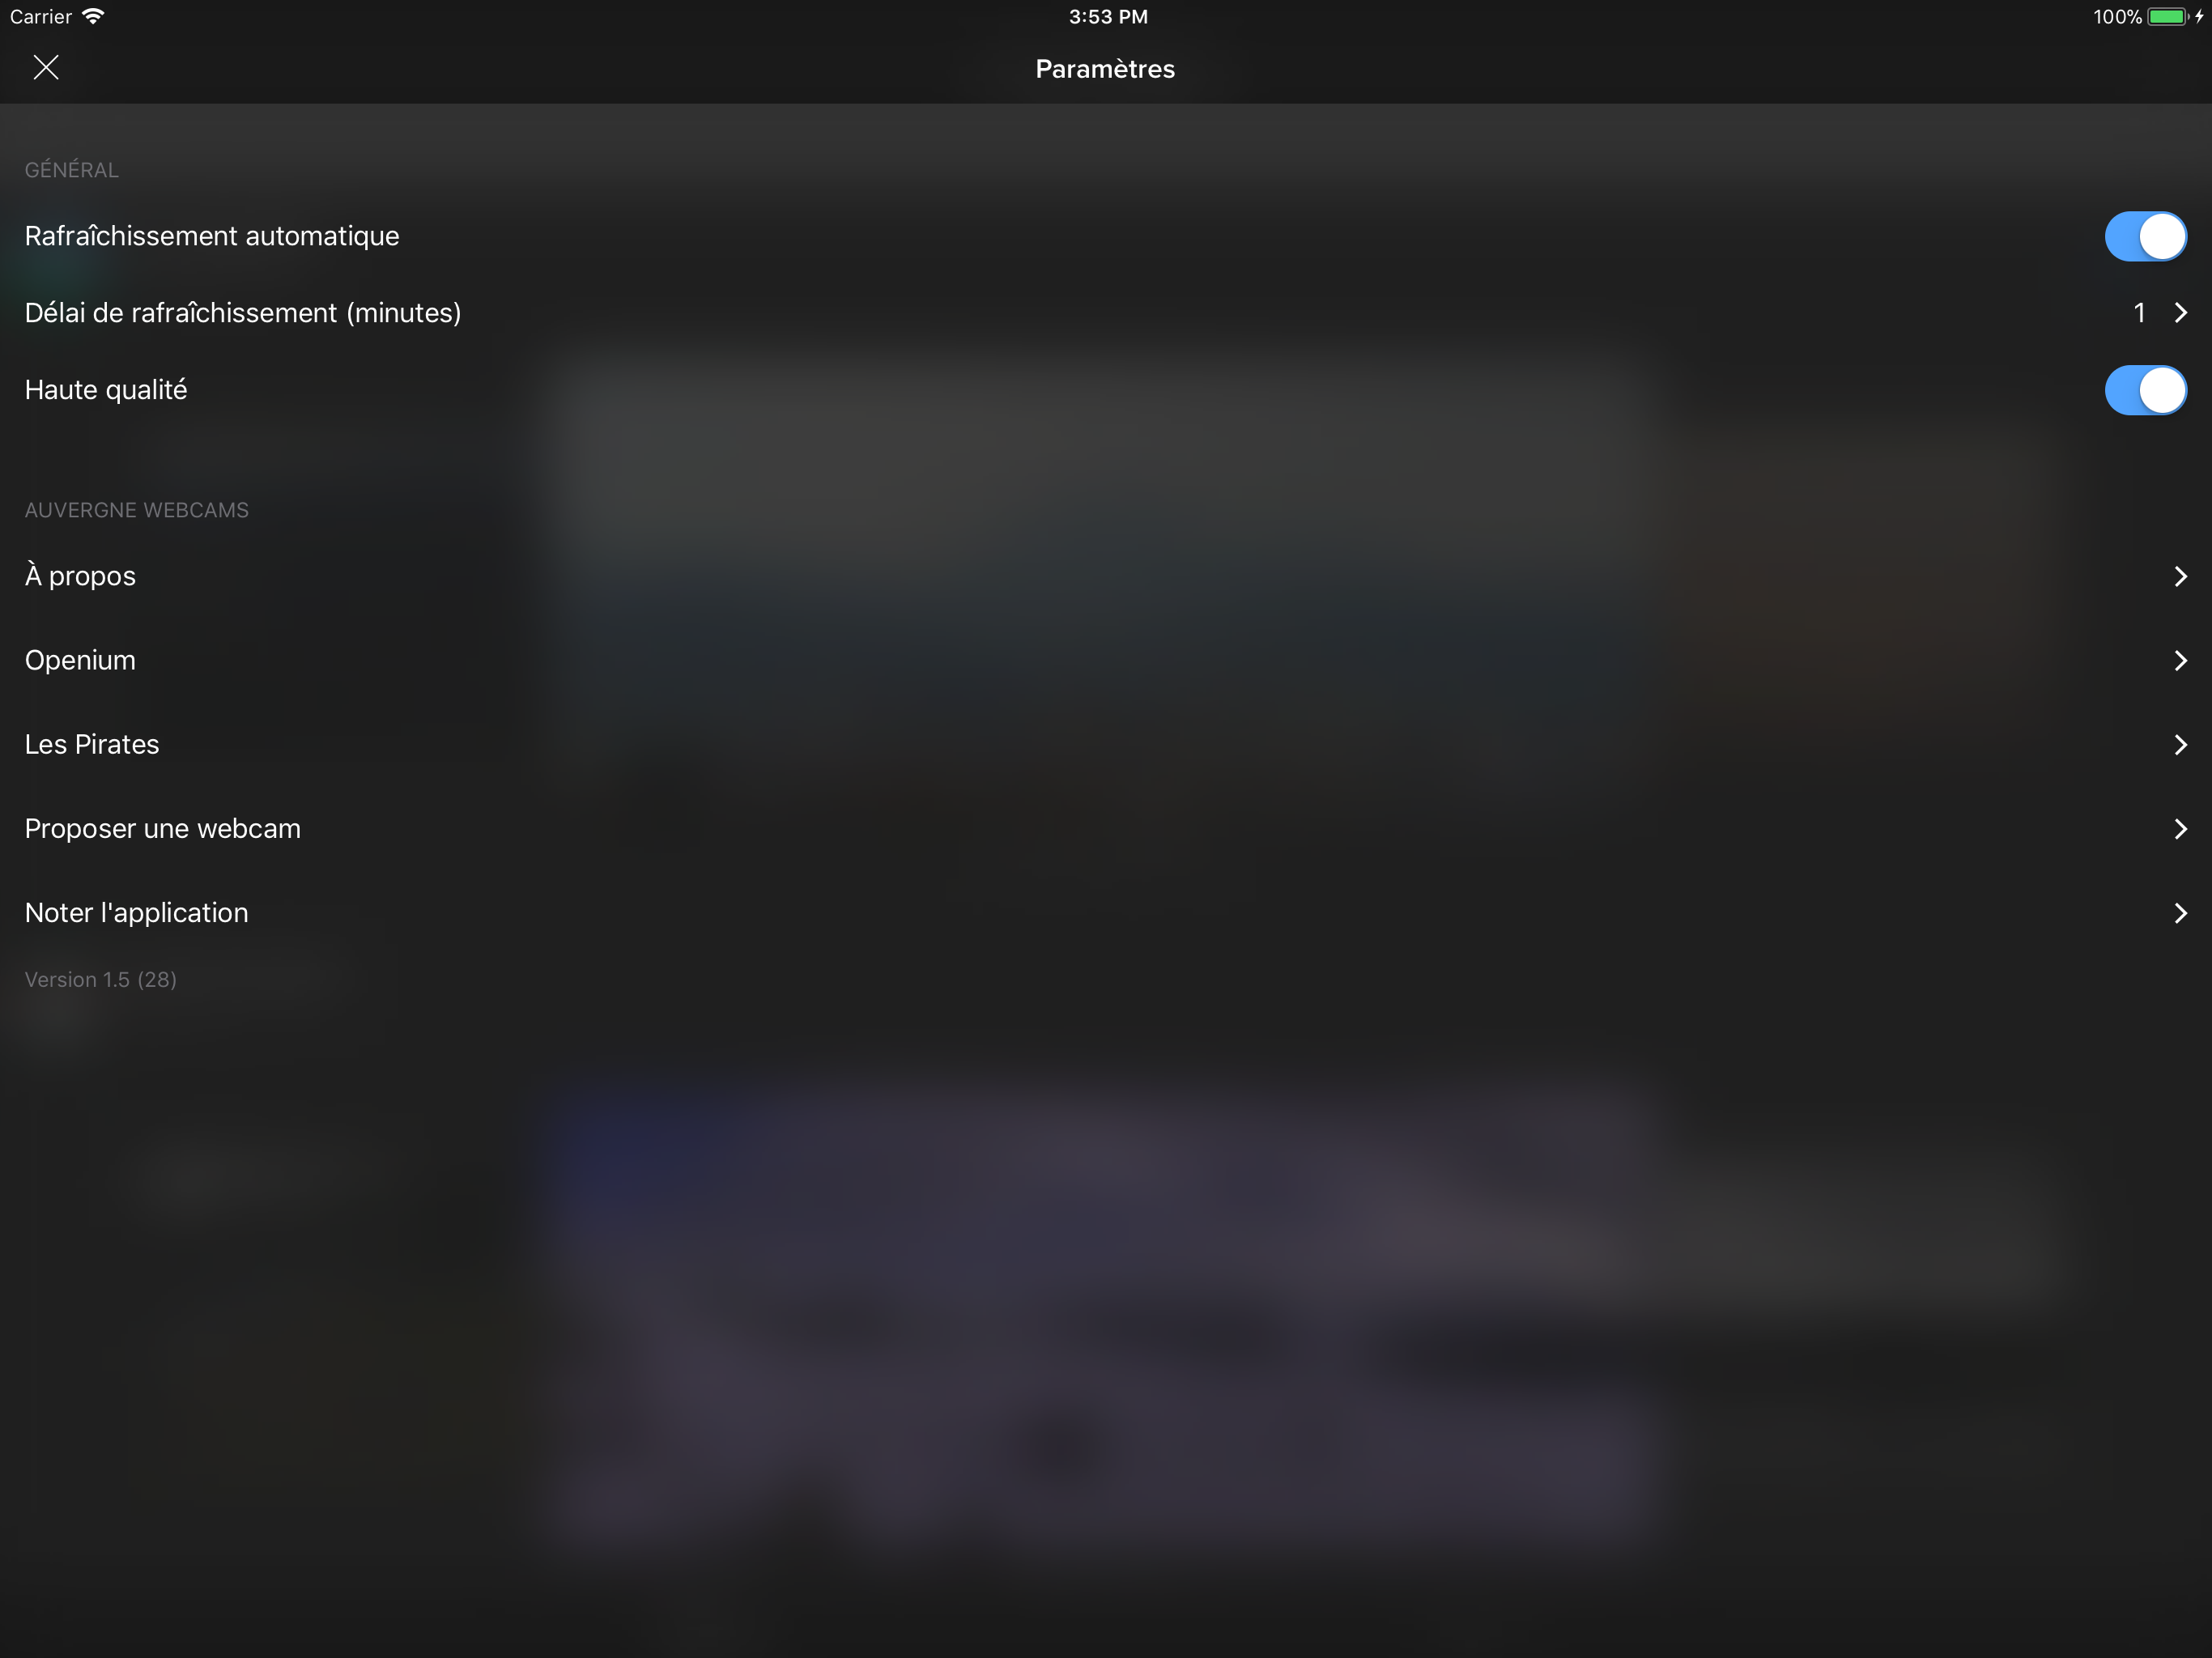 Carrier 3:53 PM 100%
Paramètres
GÉNÉRAL
Rafraîchissement automatique
Délai de rafraîchissement (minutes) 1
Haute qualité
AUVERGNE WEBCAMS
À propos
Openium
Les Pirates
Proposer une webcam
Noter l'application
Version 1.5 (28)